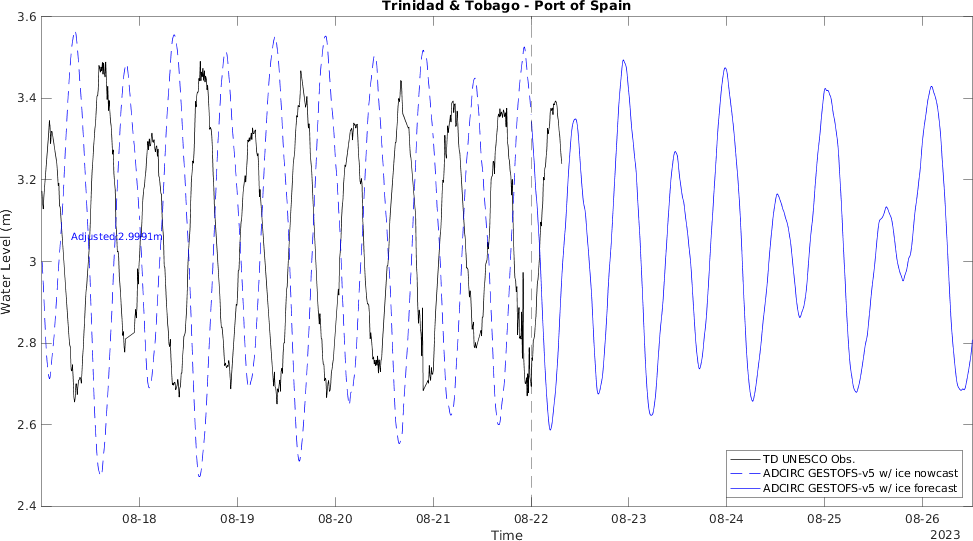 Trinidad & Tobago - Port of Spain
3.6
3.4
3.2
3
2.8
2.6
2.4
Water Level (m)
Adjusted 2.9991m
TD UNESCO Obs.
ADCIRC GESTOFS-v5 w/ ice nowcast
ADCIRC GESTOFS-v5 w/ ice forecast
08-18 08-19 08-20 08-21 08-22 08-23 08-24 08-25 08-26
Time
2023